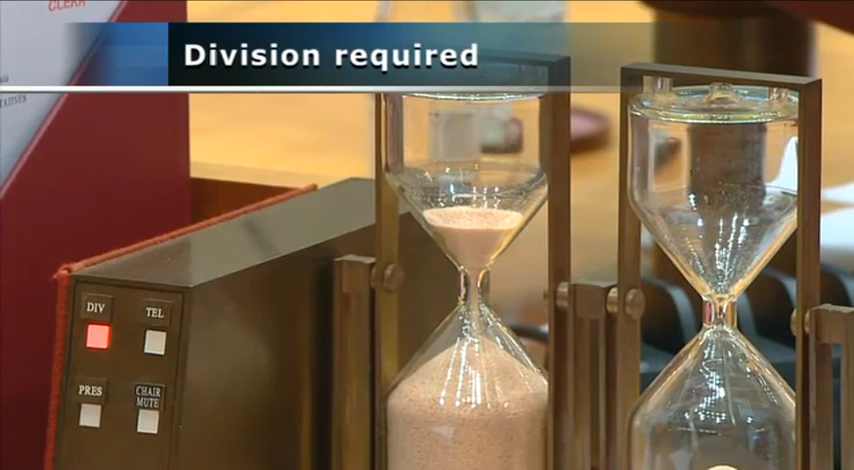 CLERK
Division required
DIV
TEL
PRES
CHAIR
MUTE